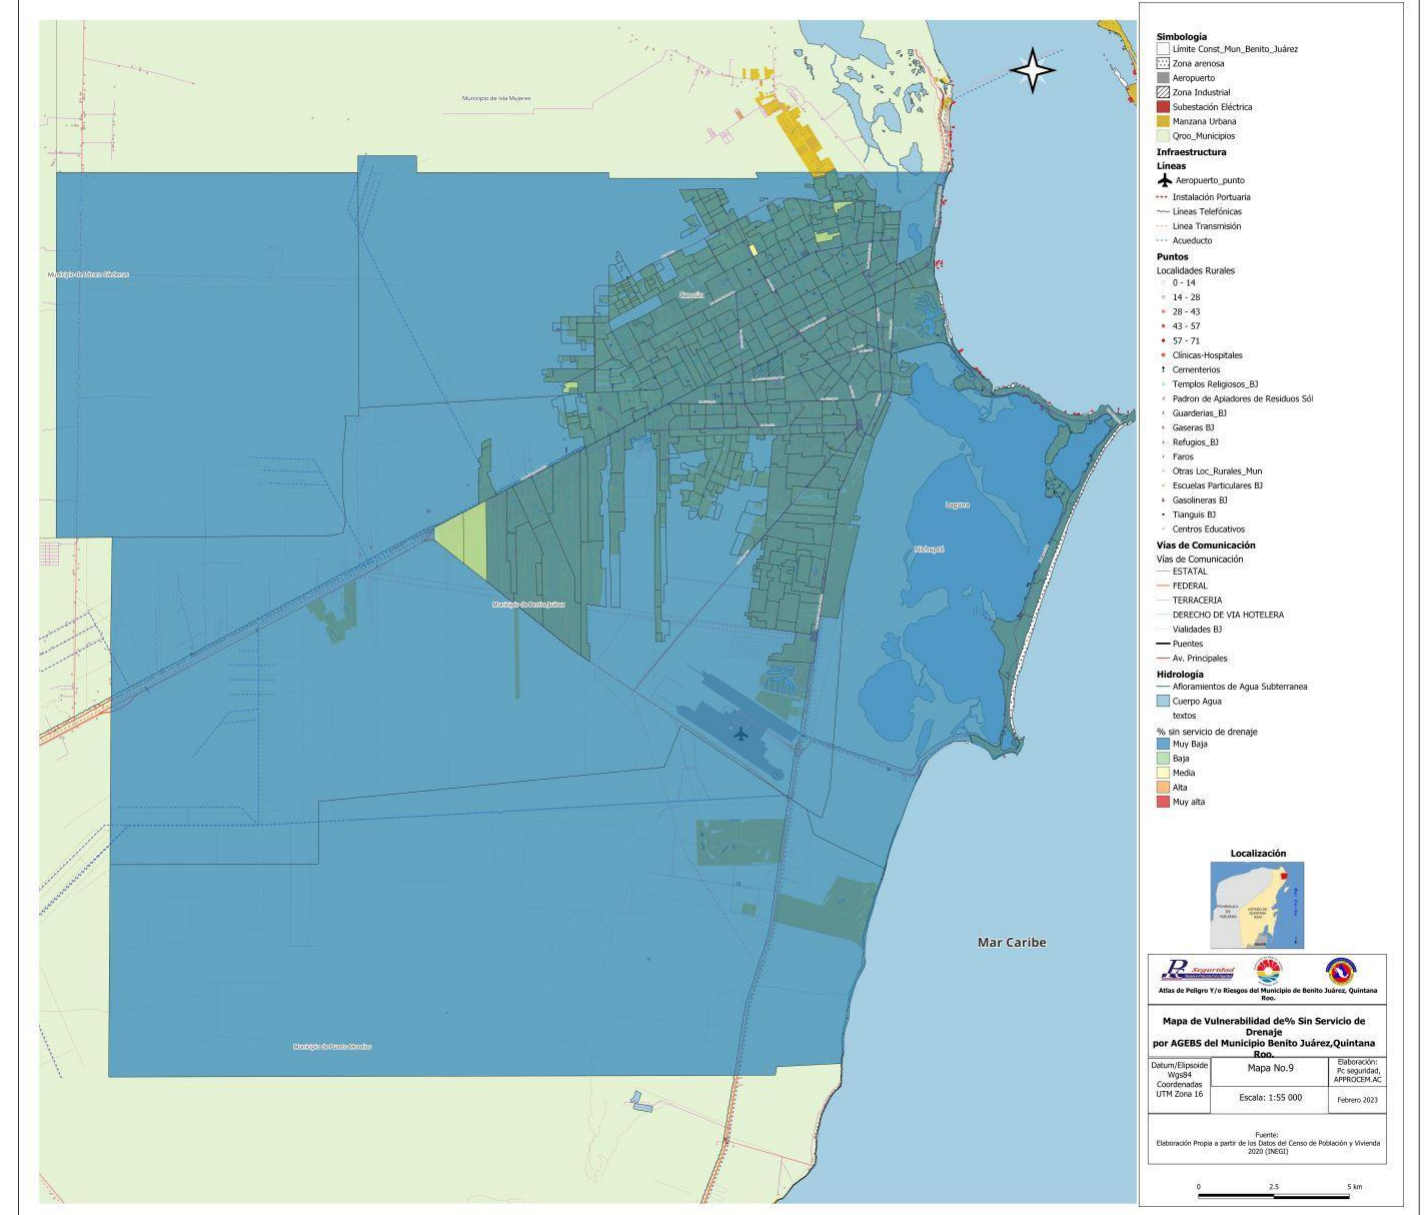 Municipio de Isla Mujeres
Municipio de Lázaro Cárdenas
Cancún
Laguna
Nichupté
Municipio de Benito Juárez
Mar Caribe
Municipio de Puerto Morelos
Simbología
Límite Const_Mun_Benito_Juárez
Zona arenosa
Aeropuerto
Zona Industrial
Subestación Eléctrica
Manzana Urbana
Qroo_Municipios
Infraestructura
Líneas
Aeropuerto_punto
Instalación Portuaria
Líneas Telefónicas
Linea Transmisión
Acueducto
Puntos
Localidades Rurales
0 - 14
14 - 28
28 - 43
43 - 57
57 - 71
Clínicas-Hospitales
Cementerios
Templos Religiosos_BJ
Padron de Apiadores de Residuos Sól
Guarderias_BJ
Gaseras BJ
Refugios_BJ
Faros
Otras Loc_Rurales_Mun
Escuelas Particulares BJ
Gasolineras BJ
Tianguis BJ
Centros Educativos
Vías de Comunicación
Vías de Comunicación
ESTATAL
FEDERAL
TERRACERIA
DERECHO DE VIA HOTELERA
Vialidades BJ
Puentes
Av. Principales
Hidrología
Afloramientos de Agua Subterranea
Cuerpo Agua
textos
% sin servicio de drenaje
Muy Baja
Baja
Media
Alta
Muy alta
Localización
Seguridad
Atlas de Peligro Y/o Riesgos del Municipio de Benito Juárez, Quintana
Roo.
Mapa de Vulnerabilidad de% Sin Servicio de
Drenaje
por AGEBS del Municipio Benito Juárez,Quintana
Roo.
Datum/Elipsoide
Wgs84
Coordenadas
UTM Zona 16
Mapa No.9
Escala: 1:55 000
Elaboración:
Pc seguridad,
APPROCEM.AC
Febrero 2023
Fuente:
Elaboración Propia a partir de los Datos del Censo de Población y Vivienda
2020 (INEGI)
0 2.5 5 km